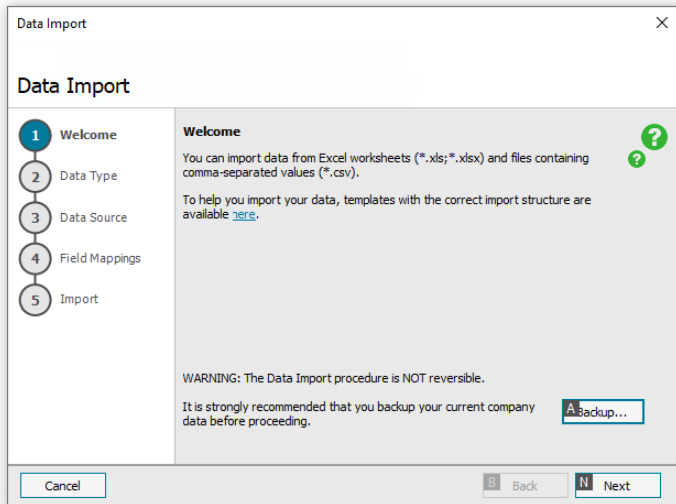 Data Import
Data Import
1 Welcome
2 Data Type
3 Data Source
4 Field Mappings
5 Import
Welcome
? ?
You can import data from Excel worksheets (*.xls;*.xlsx) and files containing
comma-separated values (*.csv).
To help you import your data, templates with the correct import structure are
available here.
WARNING: The Data Import procedure is NOT reversible.
It is strongly recommended that you backup your current company
data before proceeding.
A Backup...
Cancel
B Back
N Next